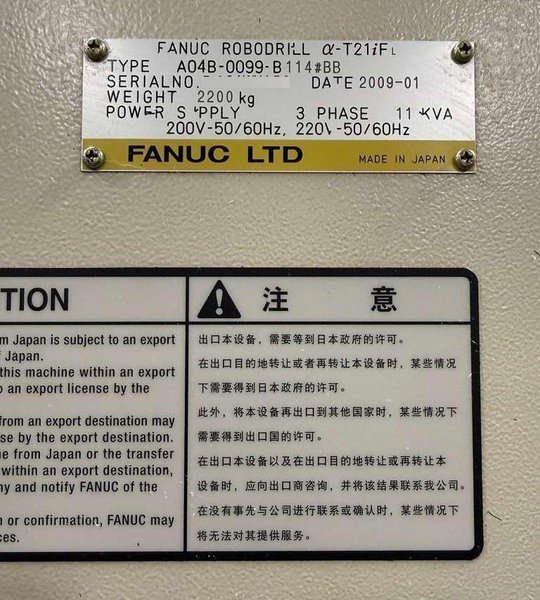 FANUC ROBODRILL α-T21iFL
TYPE A04B-0099-B114#BB
SERIALNO. DATE 2009-01
WEIGHT 2200 kg
POWER SUPPLY 3 PHASE 11 KVA
200V-50/60Hz, 220V-50/60Hz
FANUC LTD MADE IN JAPAN
TION
m Japan is subject to an export
f Japan.
this machine within an export
o an export license by the
from an export destination may
se by the export destination.
ne from Japan or the transfer
within an export destination,
ny and notify FANUC of the
n or confirmation, FANUC may
ces.
注 意
出口本设备，需要等到日本政府的许可。
在出口目的地转让或者再转让本设备时，某些情况
下需要得到日本政府的许可。
此外，将本设备再出口到其他国家时，某些情况下
需要得到出口国的许可。
在出口本设备以及在出口目的地转让或再转让本
设备时，应向出口商咨询，并将该结果联系我公司。
在没有事先与公司进行联系或确认时，某些情况下
将无法对其提供服务。